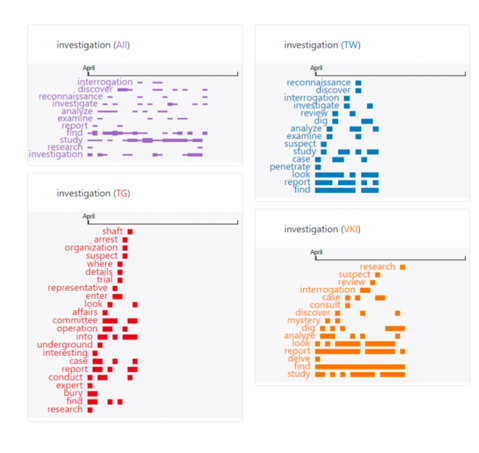 investigation (All)
April
interrogation
discover
reconnaissance
investigate
analyze
examine
report
find
study
research
investigation
investigation (TG)
April
shaft
arrest
organization
suspect
where
details
trial
representative
enter
look
affairs
committee
operation
into
underground
interesting
case
report
conduct
expert
bury
find
research
investigation (TW)
April
reconnaissance
discover
interrogation
investigate
review
dig
analyze
examine
suspect
study
case
penetrate
look
report
find
investigation (VKI)
April
research
suspect
review
interrogation
case
consult
discover
mystery
dig
analyze
look
report
delve
find
study